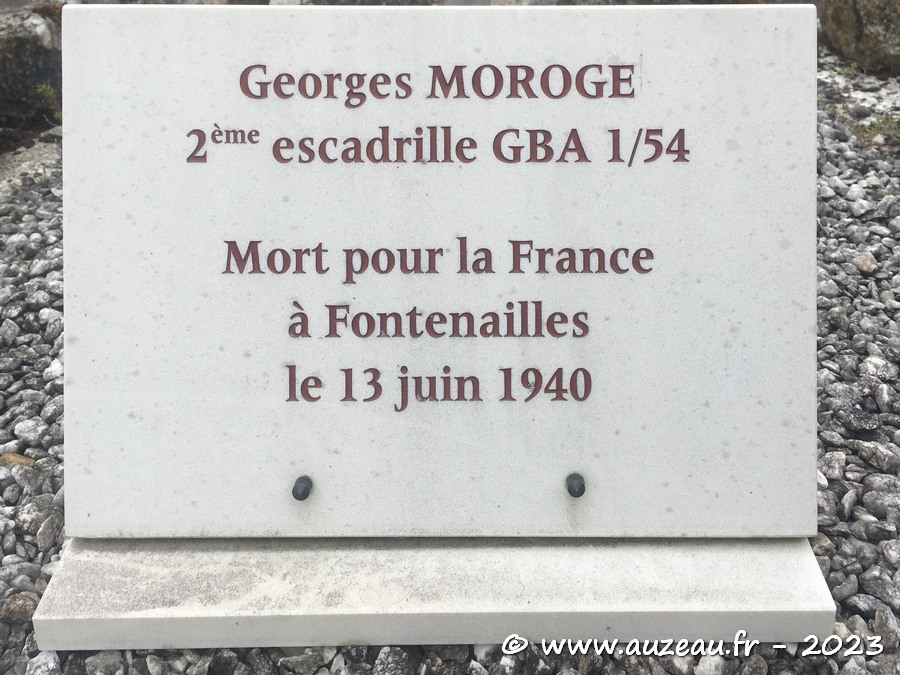 Georges MOROGE
2ème escadrille GBA 1/54
Mort pour la France
à Fontenailles
le 13 juin 1940
© www.auzeau.fr - 2023